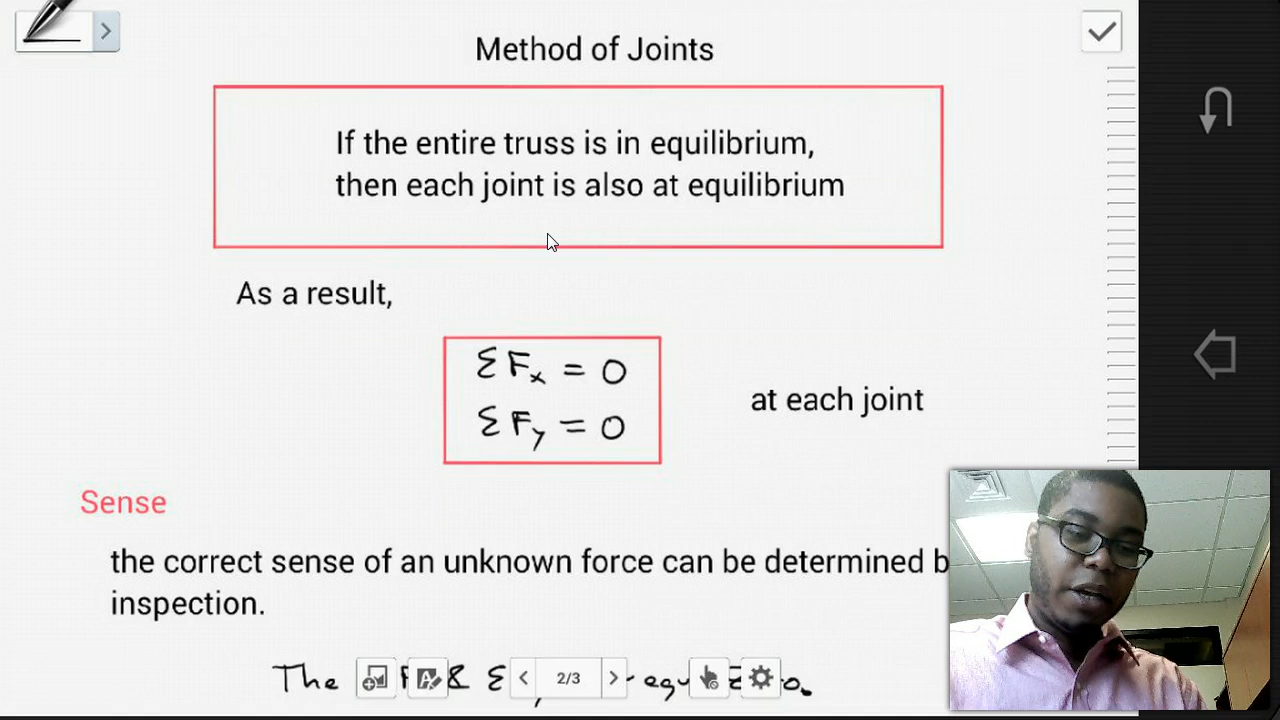 Method of Joints
If the entire truss is in equilibrium,
then each joint is also at equilibrium
As a result,
ΣFx = 0
ΣFy = 0
at each joint
Sense
the correct sense of an unknown force can be determined b
inspection.
The
2/3